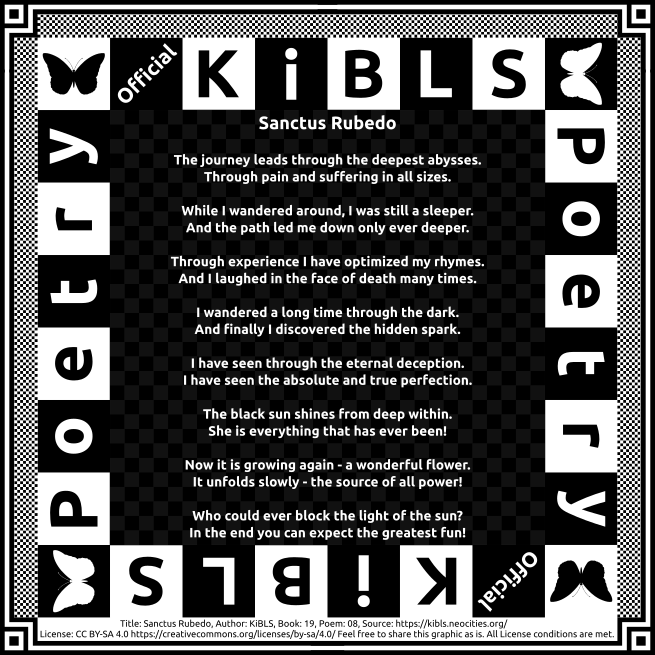 Official KiBLS
Poetry
Poetry
Sanctus Rubedo
The journey leads through the deepest abysses.
Through pain and suffering in all sizes.
While I wandered around, I was still a sleeper.
And the path led me down only ever deeper.
Through experience I have optimized my rhymes.
And I laughed in the face of death many times.
I wandered a long time through the dark.
And finally I discovered the hidden spark.
I have seen through the eternal deception.
I have seen the absolute and true perfection.
The black sun shines from deep within.
She is everything that has ever been!
Now it is growing again - a wonderful flower.
It unfolds slowly - the source of all power!
Who could ever block the light of the sun?
In the end you can expect the greatest fun!
Official KiBLS
Title: Sanctus Rubedo, Author: KiBLS, Book: 19, Poem: 08, Source: https://kibls.neocities.org/
License: CC BY-SA 4.0 https://creativecommons.org/licenses/by-sa/4.0/ Feel free to share this graphic as is. All License conditions are met.